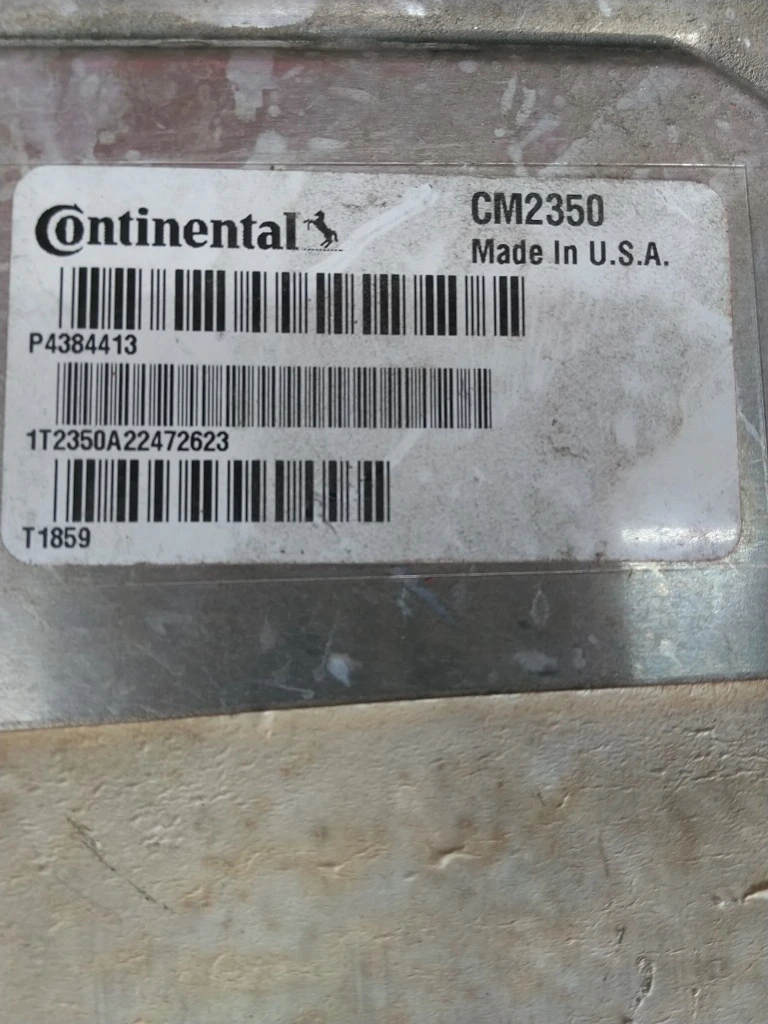 Continental
CM2350
Made In U.S.A.
P4384413
1T2350A22472623
T1859